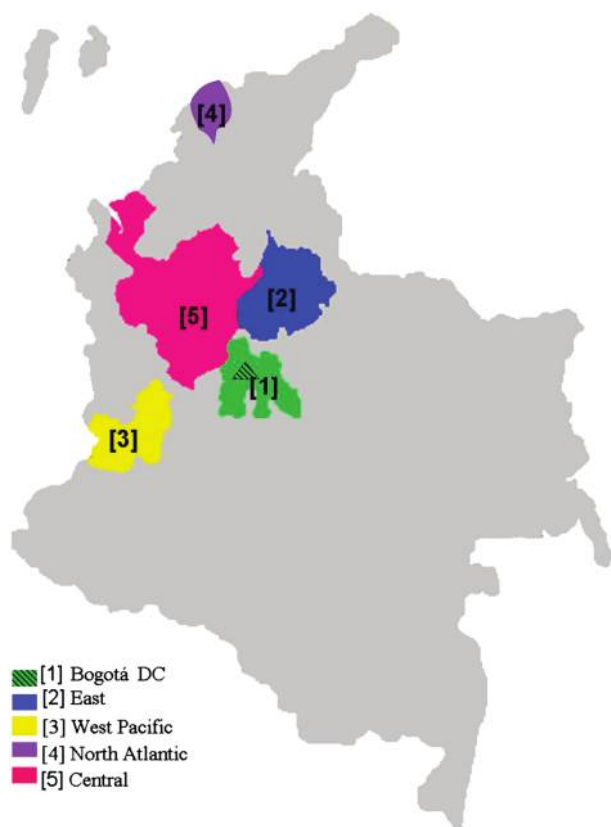 [4]
[2]
[5]
[1]
[3]
[1] Bogotá DC
[2] East
[3] West Pacific
[4] North Atlantic
[5] Central